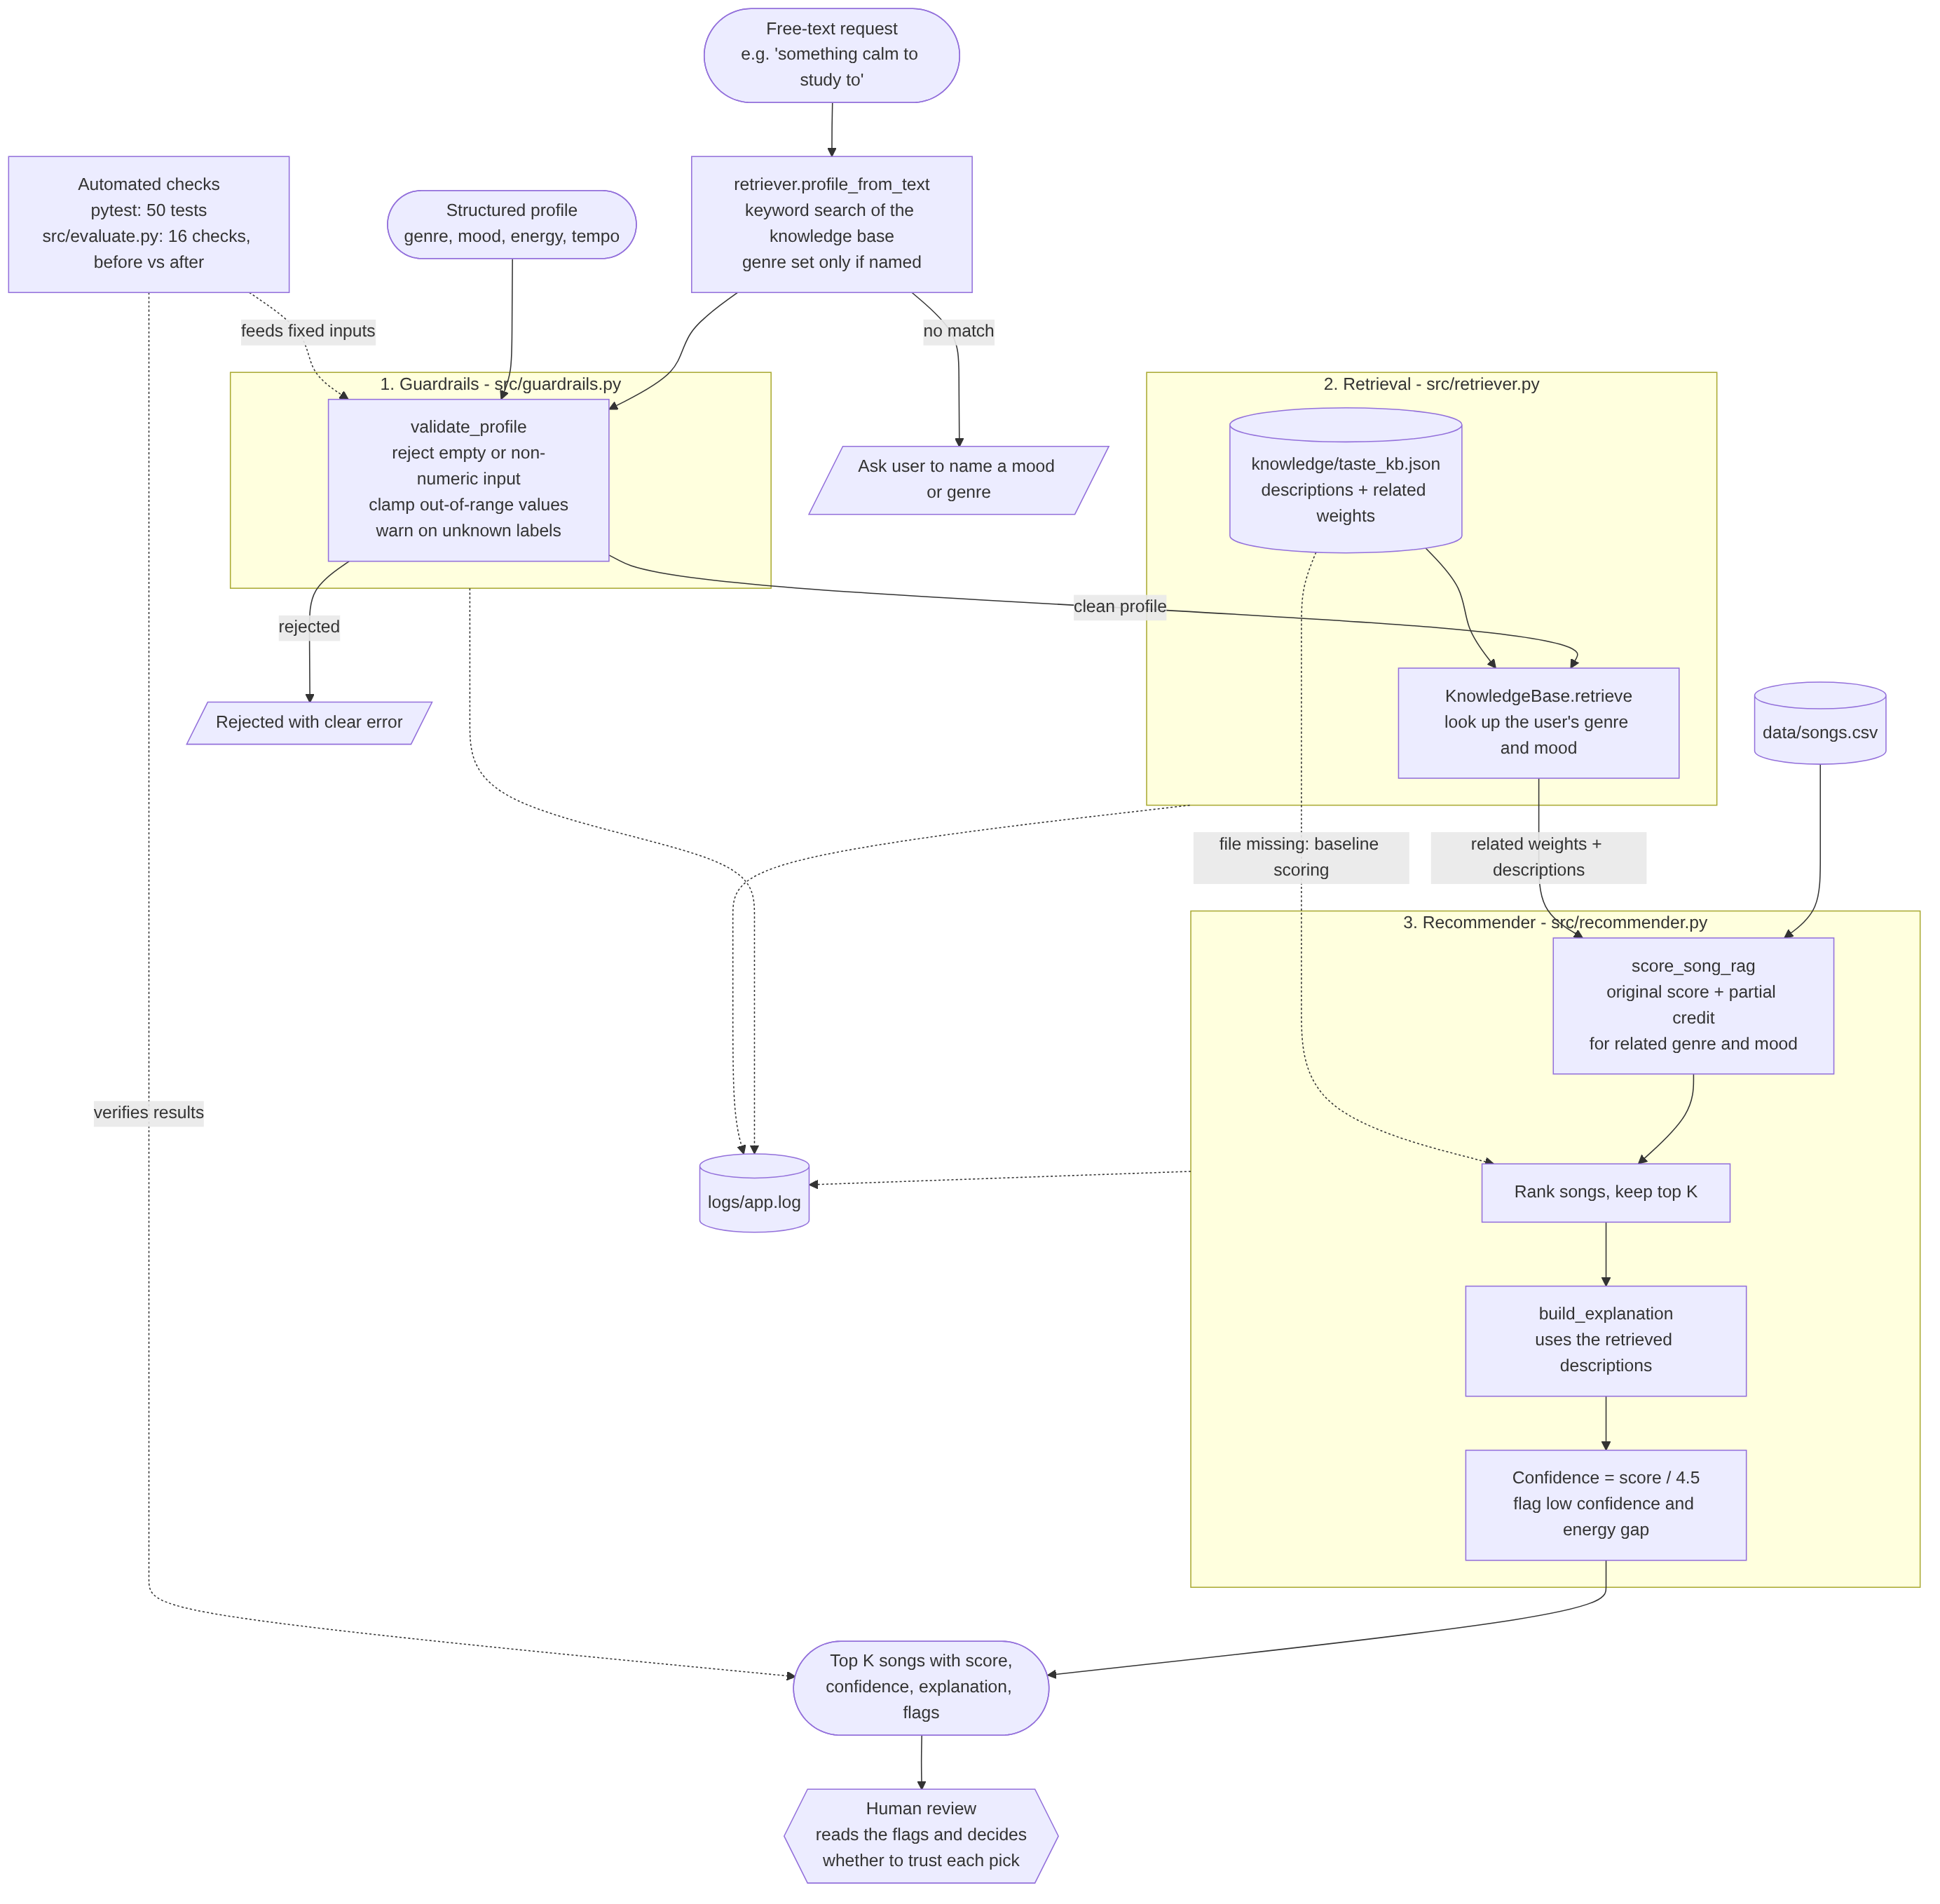 Free-text request
e.g. 'something calm to
study to'
Automated checks
pytest: 50 tests
src/evaluate.py: 16 checks,
before vs after
Structured profile
genre, mood, energy, tempo
retriever.profile_from_text
keyword search of the
knowledge base
genre set only if named
feeds fixed inputs
no match
1. Guardrails - src/guardrails.py
validate_profile
reject empty or non-
numeric input
clamp out-of-range values
warn on unknown labels
Ask user to name a mood
or genre
2. Retrieval - src/retriever.py
knowledge/taste_kb.json
descriptions + related
weights
rejected
clean profile
Rejected with clear error
KnowledgeBase.retrieve
look up the user's genre
and mood
data/songs.csv
file missing: baseline
scoring
related weights +
descriptions
3. Recommender - src/recommender.py
score_song_rag
original score + partial
credit
for related genre and mood
verifies results
logs/app.log
Rank songs, keep top K
build_explanation
uses the retrieved
descriptions
Confidence = score / 4.5
flag low confidence and
energy gap
Top K songs with score,
confidence, explanation,
flags
Human review
reads the flags and decides
whether to trust each pick